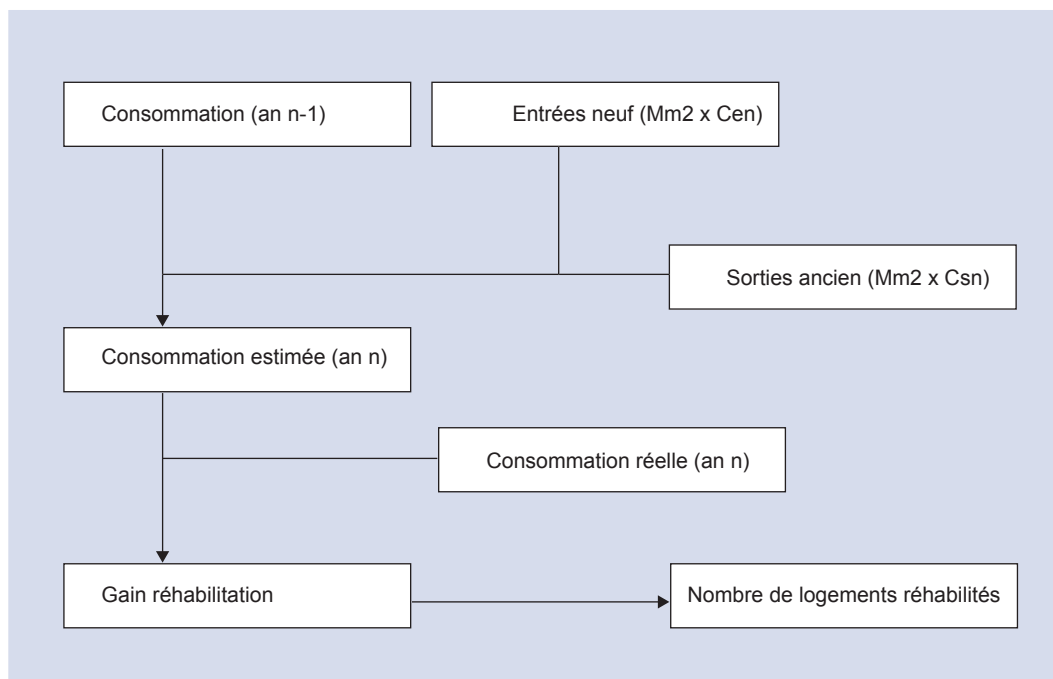 Consommation (an n-1)
Entrées neuf (Mm2 x Cen)
Sorties ancien (Mm2 x Csn)
Consommation estimée (an n)
Consommation réelle (an n)
Gain réhabilitation
Nombre de logements réhabilités